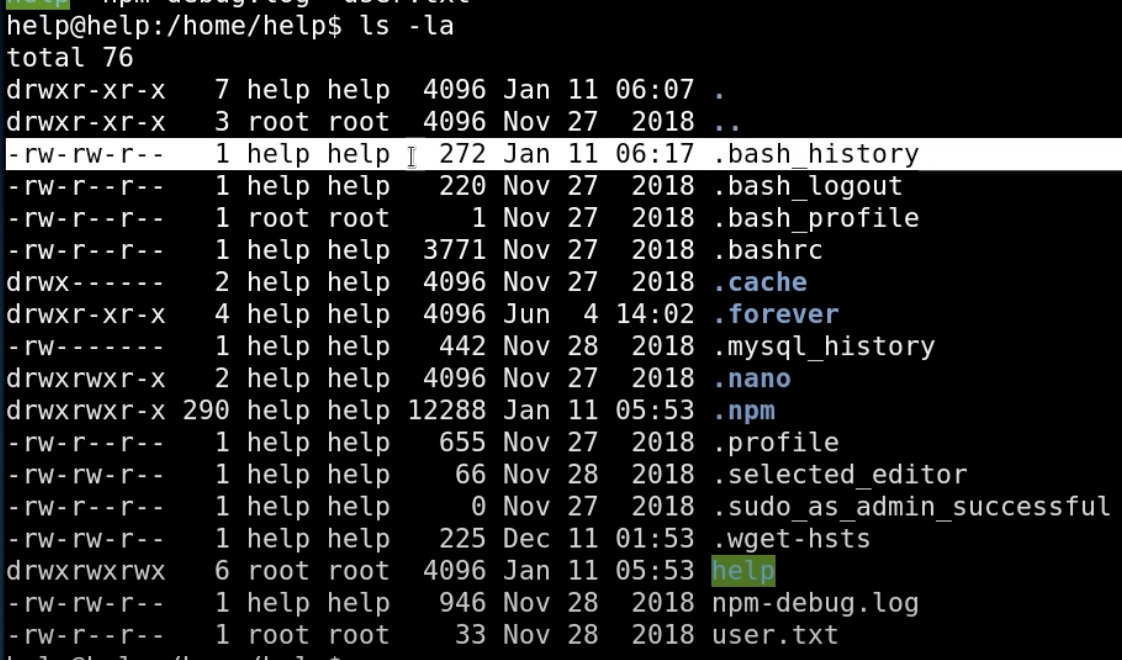 help npm-debug.log user.txt
help@help:/home/help$ ls -la
total 76
drwxr-xr-x   7 help help  4096 Jan 11 06:07 .
drwxr-xr-x   3 root root  4096 Nov 27  2018 ..
-rw-rw-r--   1 help help   272 Jan 11 06:17 .bash_history
-rw-r--r--   1 help help   220 Nov 27  2018 .bash_logout
-rw-r--r--   1 root root     1 Nov 27  2018 .bash_profile
-rw-r--r--   1 help help  3771 Nov 27  2018 .bashrc
drwx------   2 help help  4096 Nov 27  2018 .cache
drwxr-xr-x   4 help help  4096 Jun  4 14:02 .forever
-rw-------   1 help help   442 Nov 28  2018 .mysql_history
drwxrwxr-x   2 help help  4096 Nov 27  2018 .nano
drwxrwxr-x 290 help help 12288 Jan 11 05:53 .npm
-rw-r--r--   1 help help   655 Nov 27  2018 .profile
-rw-rw-r--   1 help help    66 Nov 28  2018 .selected_editor
-rw-r--r--   1 help help     0 Nov 27  2018 .sudo_as_admin_successful
-rw-rw-r--   1 help help   225 Dec 11 01:53 .wget-hsts
drwxrwxrwx   6 root root  4096 Jan 11 05:53 help
-rw-rw-r--   1 help help   946 Nov 28  2018 npm-debug.log
-rw-r--r--   1 root root    33 Nov 28  2018 user.txt